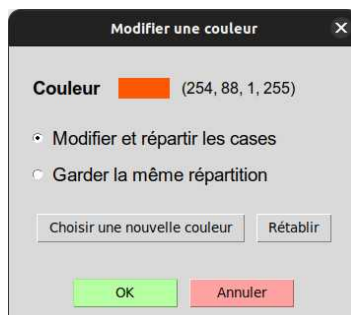 Modifier une couleur
Couleur (254, 88, 1, 255)
Modifier et répartir les cases
Garder la même répartition
Choisir une nouvelle couleur Rétablir
OK Annuler